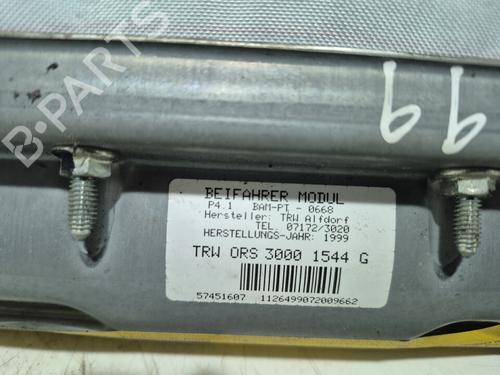 B-PARTS
99
BEIFAHRER MODUL
P4.1 BAM-PT - 0668
Hersteller: TRW Alfdorf
TEL. 07172/3020
HERSTELLUNGS-JAHR: 1999
TRW ORS 3000 1544 G
57451607 1126499072009662